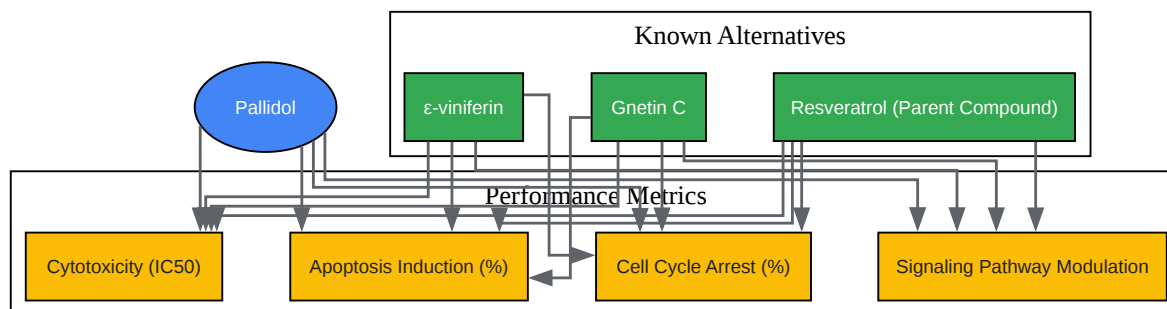 Known Alternatives
Pallidol
ε-viniferin
Gnetin C
Resveratrol (Parent Compound)
Performance Metrics
Cytotoxicity (IC50)
Apoptosis Induction (%)
Cell Cycle Arrest (%)
Signaling Pathway Modulation